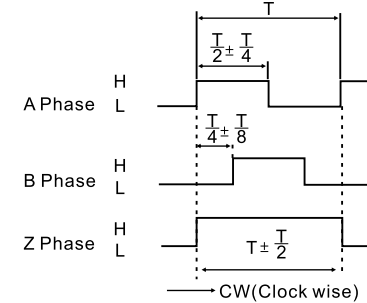 T
T/2 ± T/4
H
A Phase L
T/4 ± T/8
H
B Phase L
H
Z Phase L
T ± T/2
CW(Clock wise)